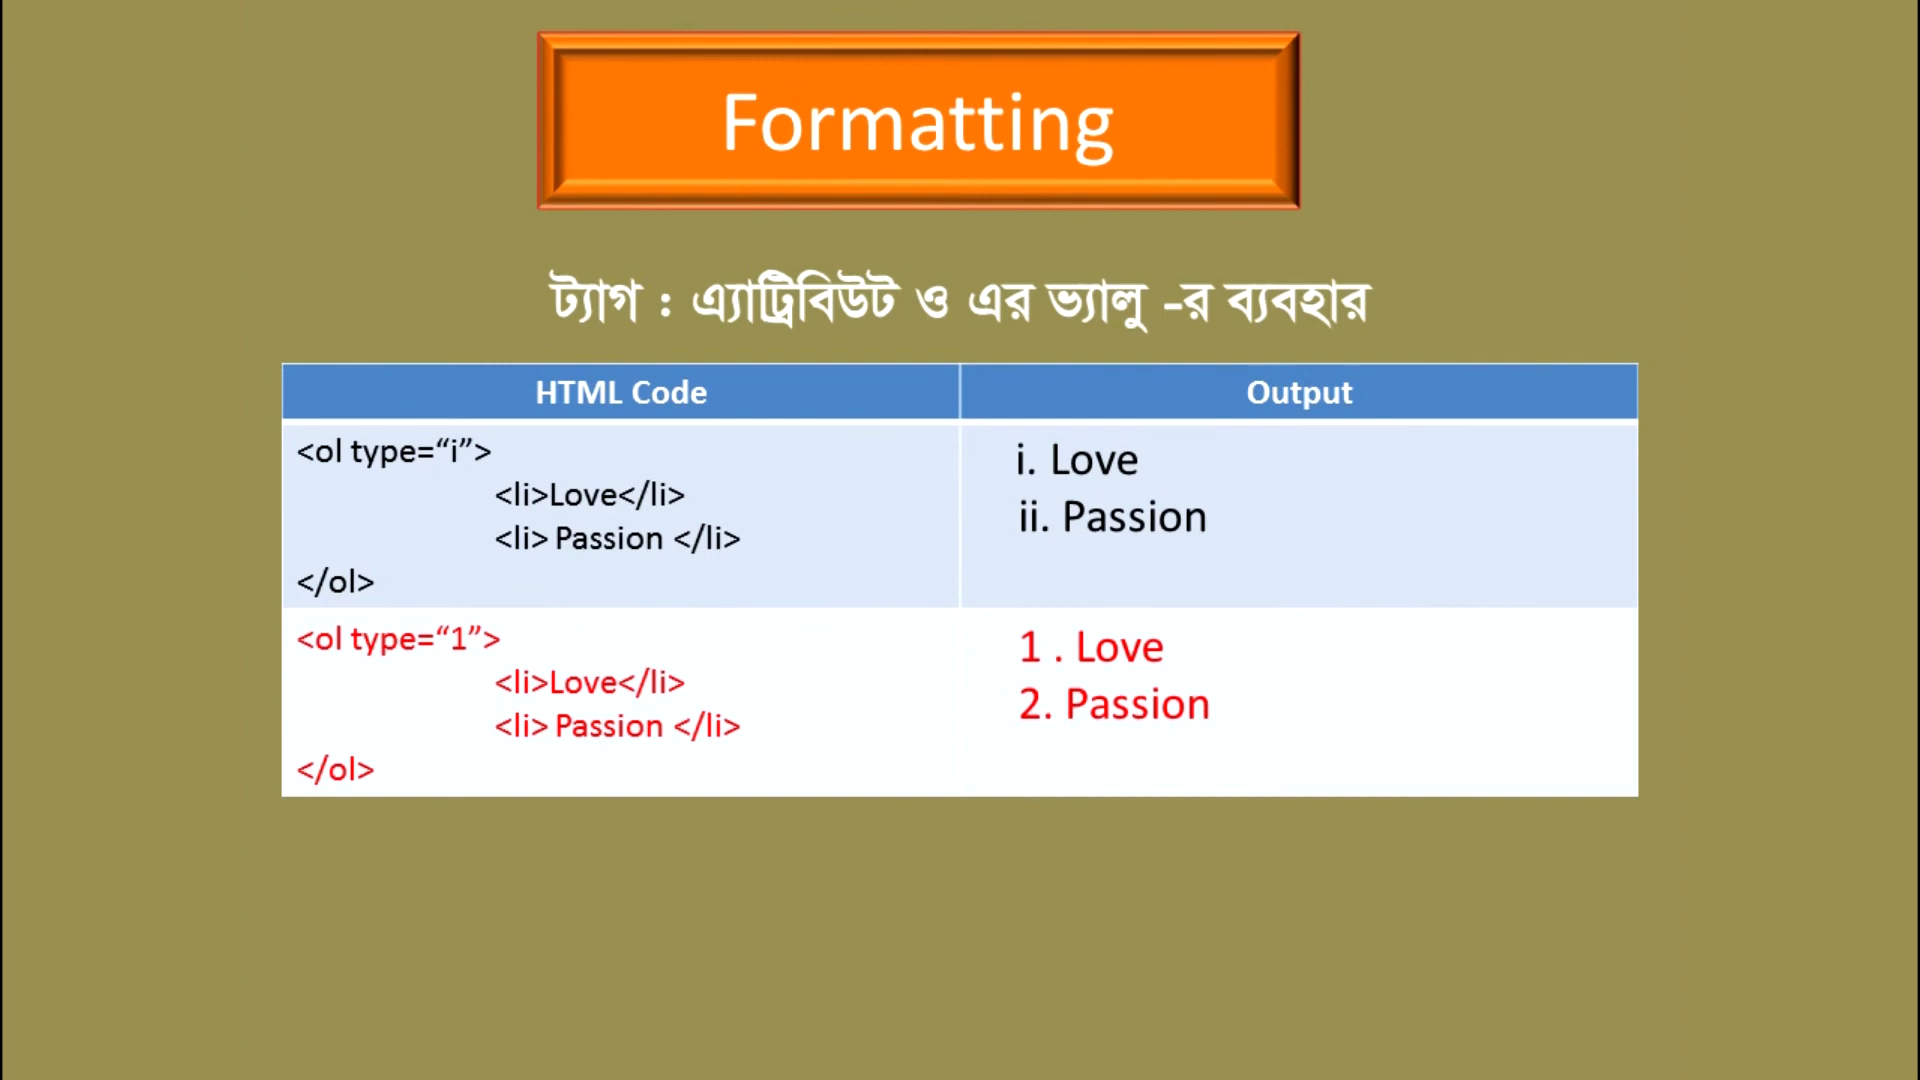 Formatting
ট্যাগ : এ্যাট্রিবিউট ও এর ভ্যালু -র ব্যবহার
HTML Code Output
<ol type=“i”>
<li>Love</li>
<li> Passion </li>
</ol>
i. Love
ii. Passion
<ol type=“1”>
<li>Love</li>
<li> Passion </li>
</ol>
1 . Love
2. Passion